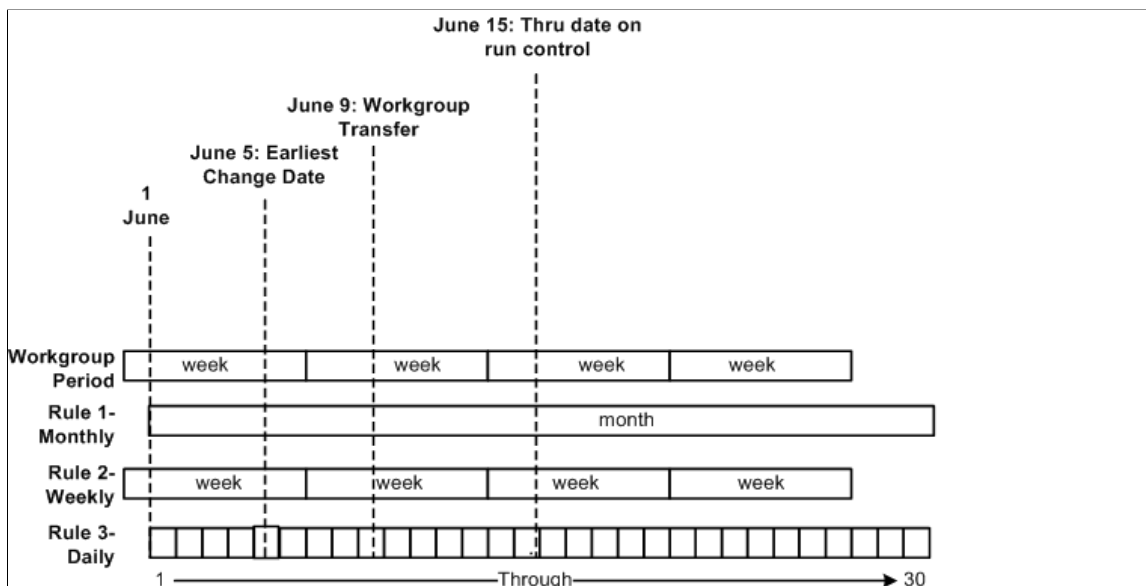 June 15: Thru date on
run control
June 9: Workgroup
Transfer
June 5: Earliest
Change Date
1
June
Workgroup
Period
week
week
week
week
Rule 1-
Monthly
month
Rule 2-
Weekly
week
week
week
week
Rule 3-
Daily
1
Through
30